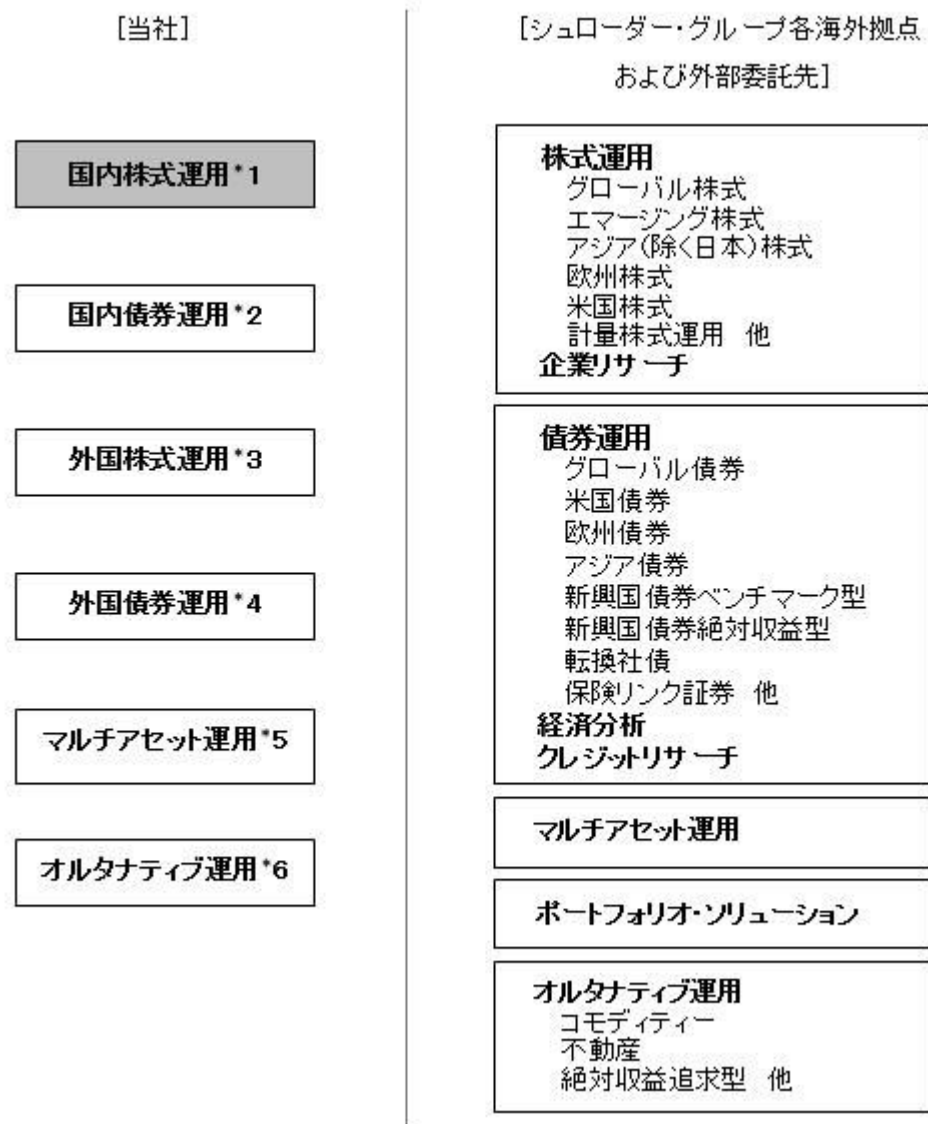 [当社]
国内株式運用*1
国内債券運用*2
外国株式運用*3
外国債券運用*4
マルチアセット運用*5
オルタナティブ運用*6
[シュローダー・グループ各海外拠点
および外部委託先]
株式運用
グローバル株式
エマージング株式
アジア(除く日本)株式
欧州株式
米国株式
計量株式運用 他
企業リサーチ
債券運用
グローバル債券
米国債券
欧州債券
アジア債券
新興国債券ベンチマーク型
新興国債券絶対収益型
転換社債
保険リンク証券 他
経済分析
クレジットリサーチ
マルチアセット運用
ポートフォリオ・ソリューション
オルタナティブ運用
コモディティー
不動産
絶対収益追求型 他